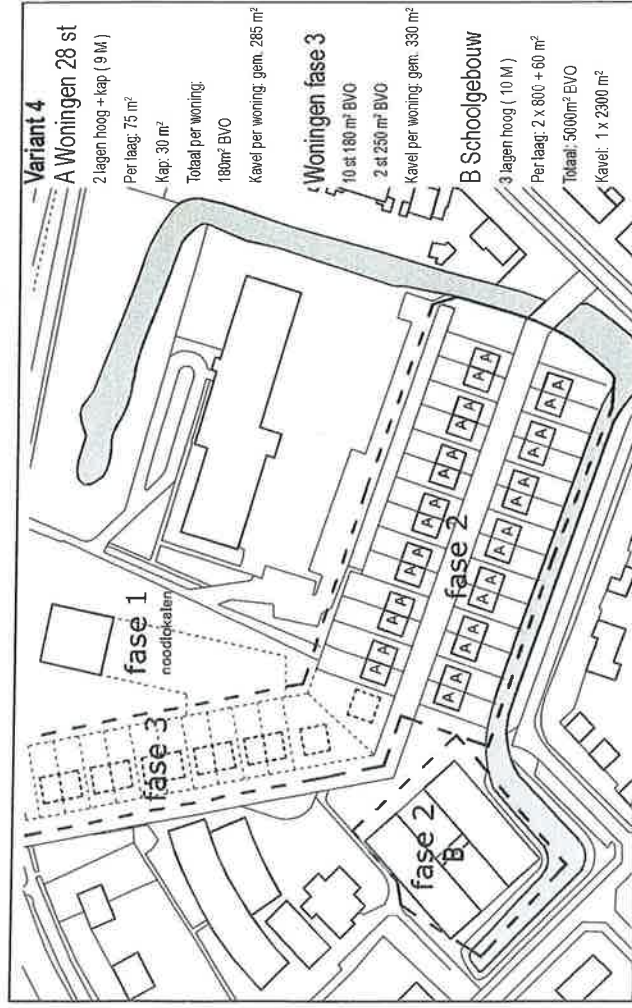 Variant 4
A Woningen 28 st
2 lagen hoog + kap ( 9 M )
Per laag: 75 m²
Kap: 30 m²
Totaal per woning:
180m² BVO
Kavel per woning: gem. 285 m²
Woningen fase 3
10 st 180 m² BVO
2 st 250 m² BVO
Kavel per woning: gem. 330 m²
B Schoolgebouw
3 lagen hoog ( 10 M )
Per laag: 2 x 800 + 60 m²
Totaal: 5000m² BVO
Kavel: 1 x 2300 m²
fase 1
noodlokalen
fase 3
A A
A A
A A
A A
A A
A A
A A
fase 2
A A
A A
A A
A A
A A
A A
A A
fase 2
B